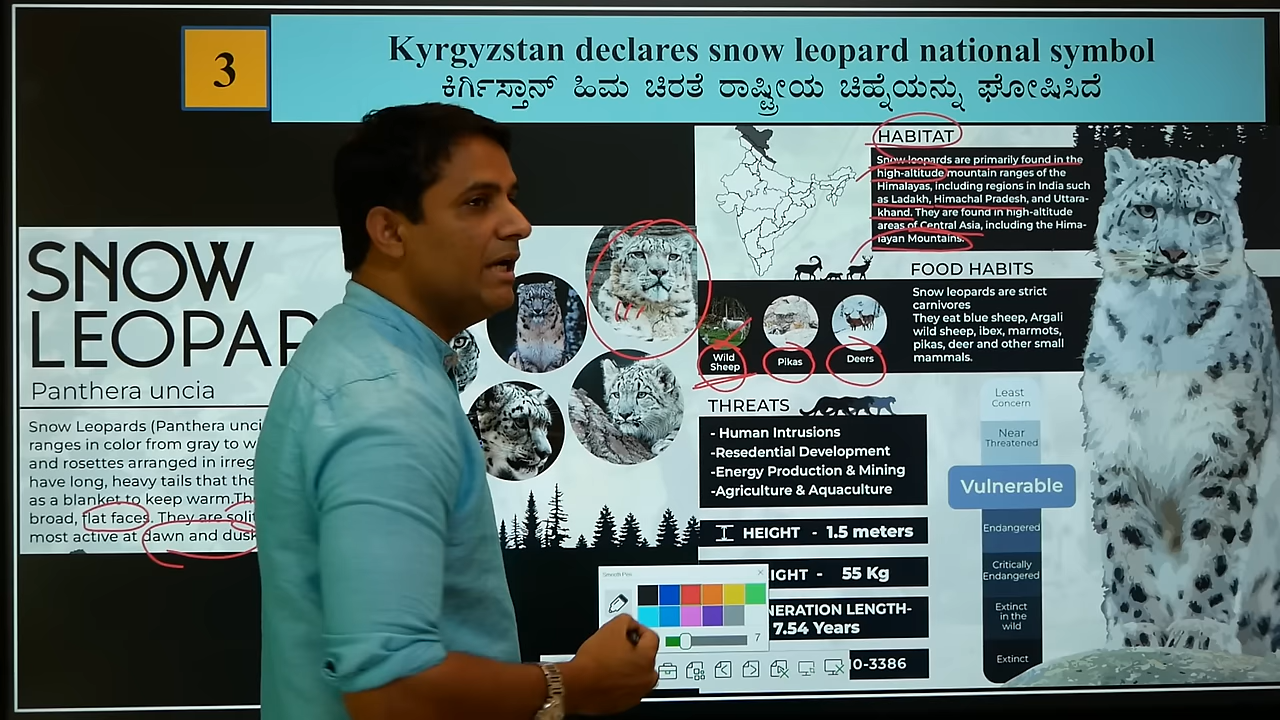 3
Kyrgyzstan declares snow leopard national symbol
ಕಿರ್ಗಿಸ್ತಾನ್ ಹಿಮ ಚಿರತೆ ರಾಷ್ಟ್ರೀಯ ಚಿಹ್ನೆಯನ್ನು ಘೋಷಿಸಿದೆ
SNOW
LEOPAR
Panthera uncia
Snow Leopards (Panthera unci
ranges in color from gray to w
and rosettes arranged in irreg
have long, heavy tails that the
as a blanket to keep warm.Th
broad, flat faces. They are solit
most active at dawn and dusk
HABITAT
Snow leopards are primarily found in the
high-altitude mountain ranges of the
Himalayas, including regions in India such
as Ladakh, Himachal Pradesh, and Uttara-
khand. They are found in high-altitude
areas of Central Asia, including the Hima-
layan Mountains.
FOOD HABITS
Snow leopards are strict
carnivores
They eat blue sheep, Argali
wild sheep, ibex, marmots,
pikas, deer and other small
mammals.
Wild
Sheep
Pikas
Deers
THREATS
- Human Intrusions
-Resedential Development
-Energy Production & Mining
-Agriculture & Aquaculture
HEIGHT - 1.5 meters
IGHT - 55 Kg
NERATION LENGTH-
7.54 Years
0-3386
Least
Concern
Near
Threatened
Vulnerable
Endangered
Critically
Endangered
Extinct
in the
wild
Extinct
Smooth Pen
7